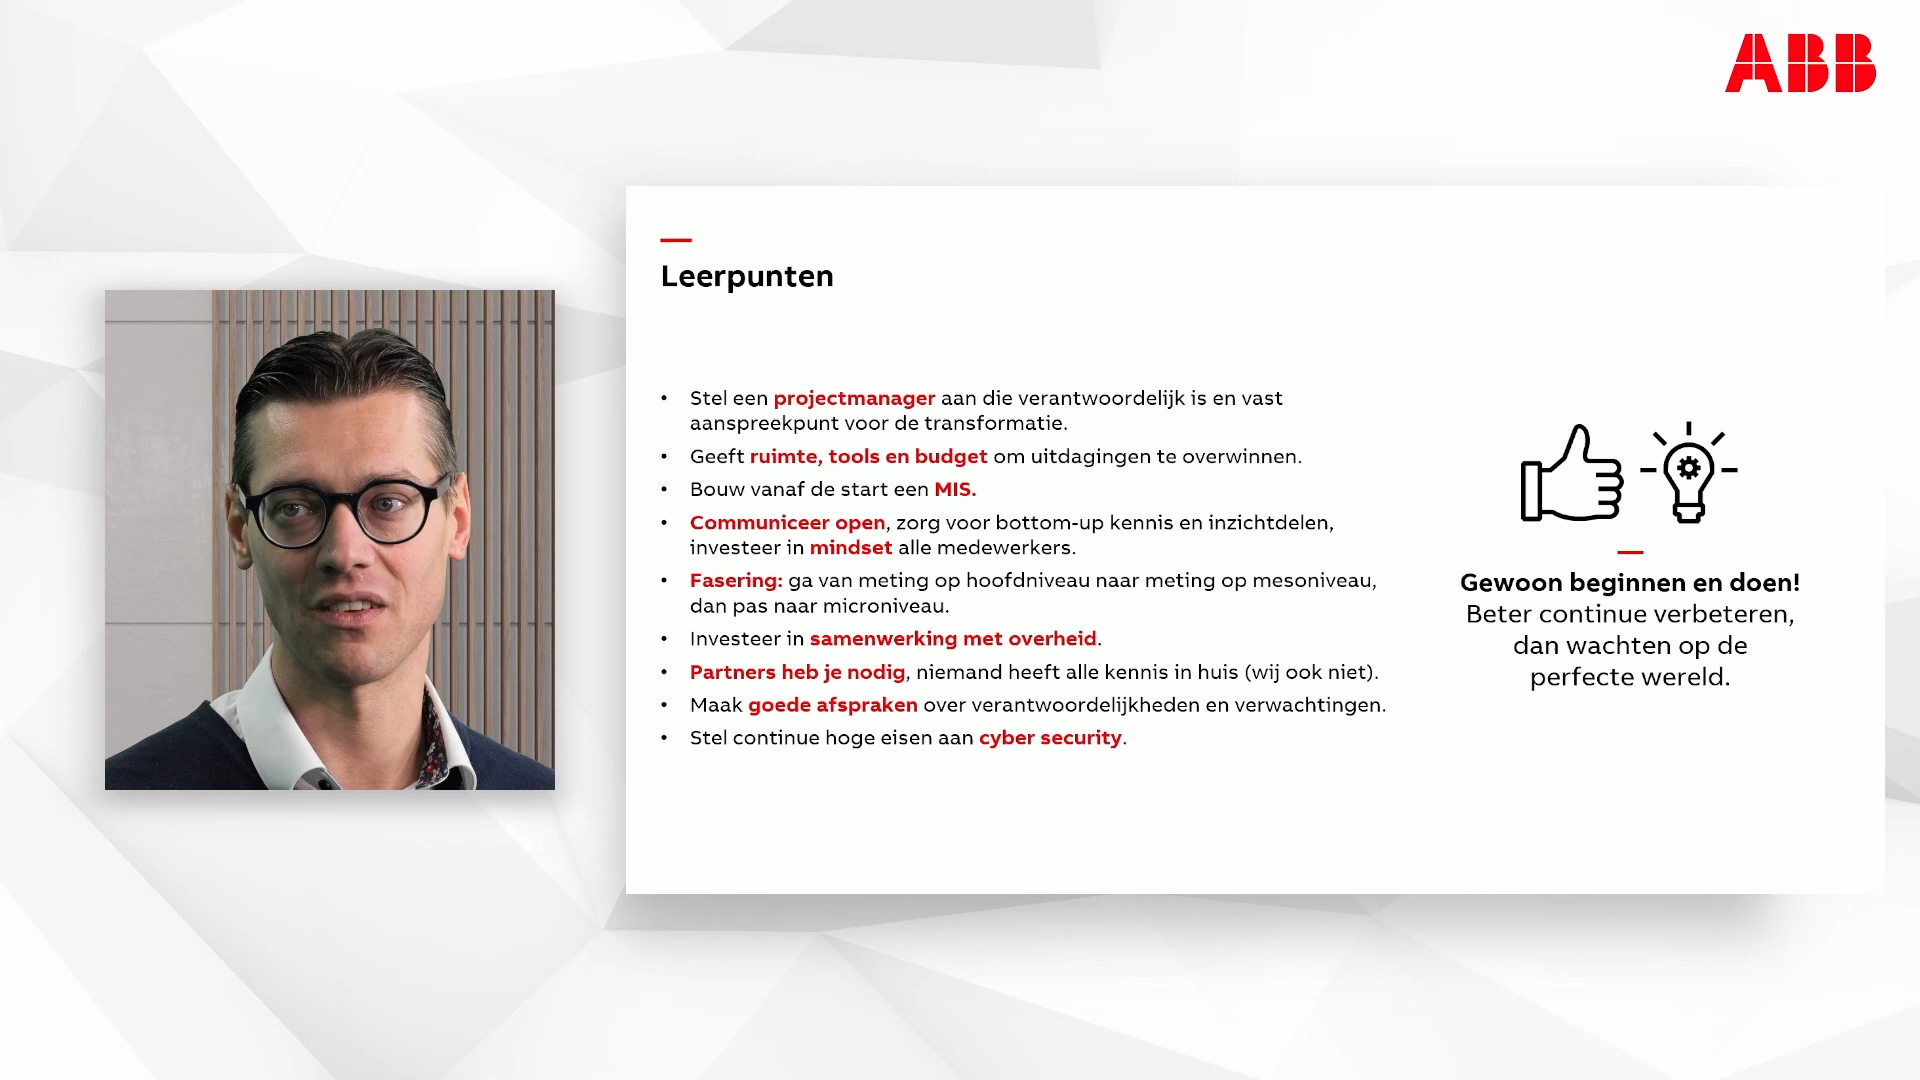 ABB
Leerpunten
• Stel een projectmanager aan die verantwoordelijk is en vast
aanspreekpunt voor de transformatie.
• Geeft ruimte, tools en budget om uitdagingen te overwinnen.
• Bouw vanaf de start een MIS.
• Communiceer open, zorg voor bottom-up kennis en inzichtdelen,
investeer in mindset alle medewerkers.
• Fasering: ga van meting op hoofdniveau naar meting op mesoniveau,
dan pas naar microniveau.
• Investeer in samenwerking met overheid.
• Partners heb je nodig, niemand heeft alle kennis in huis (wij ook niet).
• Maak goede afspraken over verantwoordelijkheden en verwachtingen.
• Stel continue hoge eisen aan cyber security.
Gewoon beginnen en doen!
Beter continue verbeteren,
dan wachten op de
perfecte wereld.